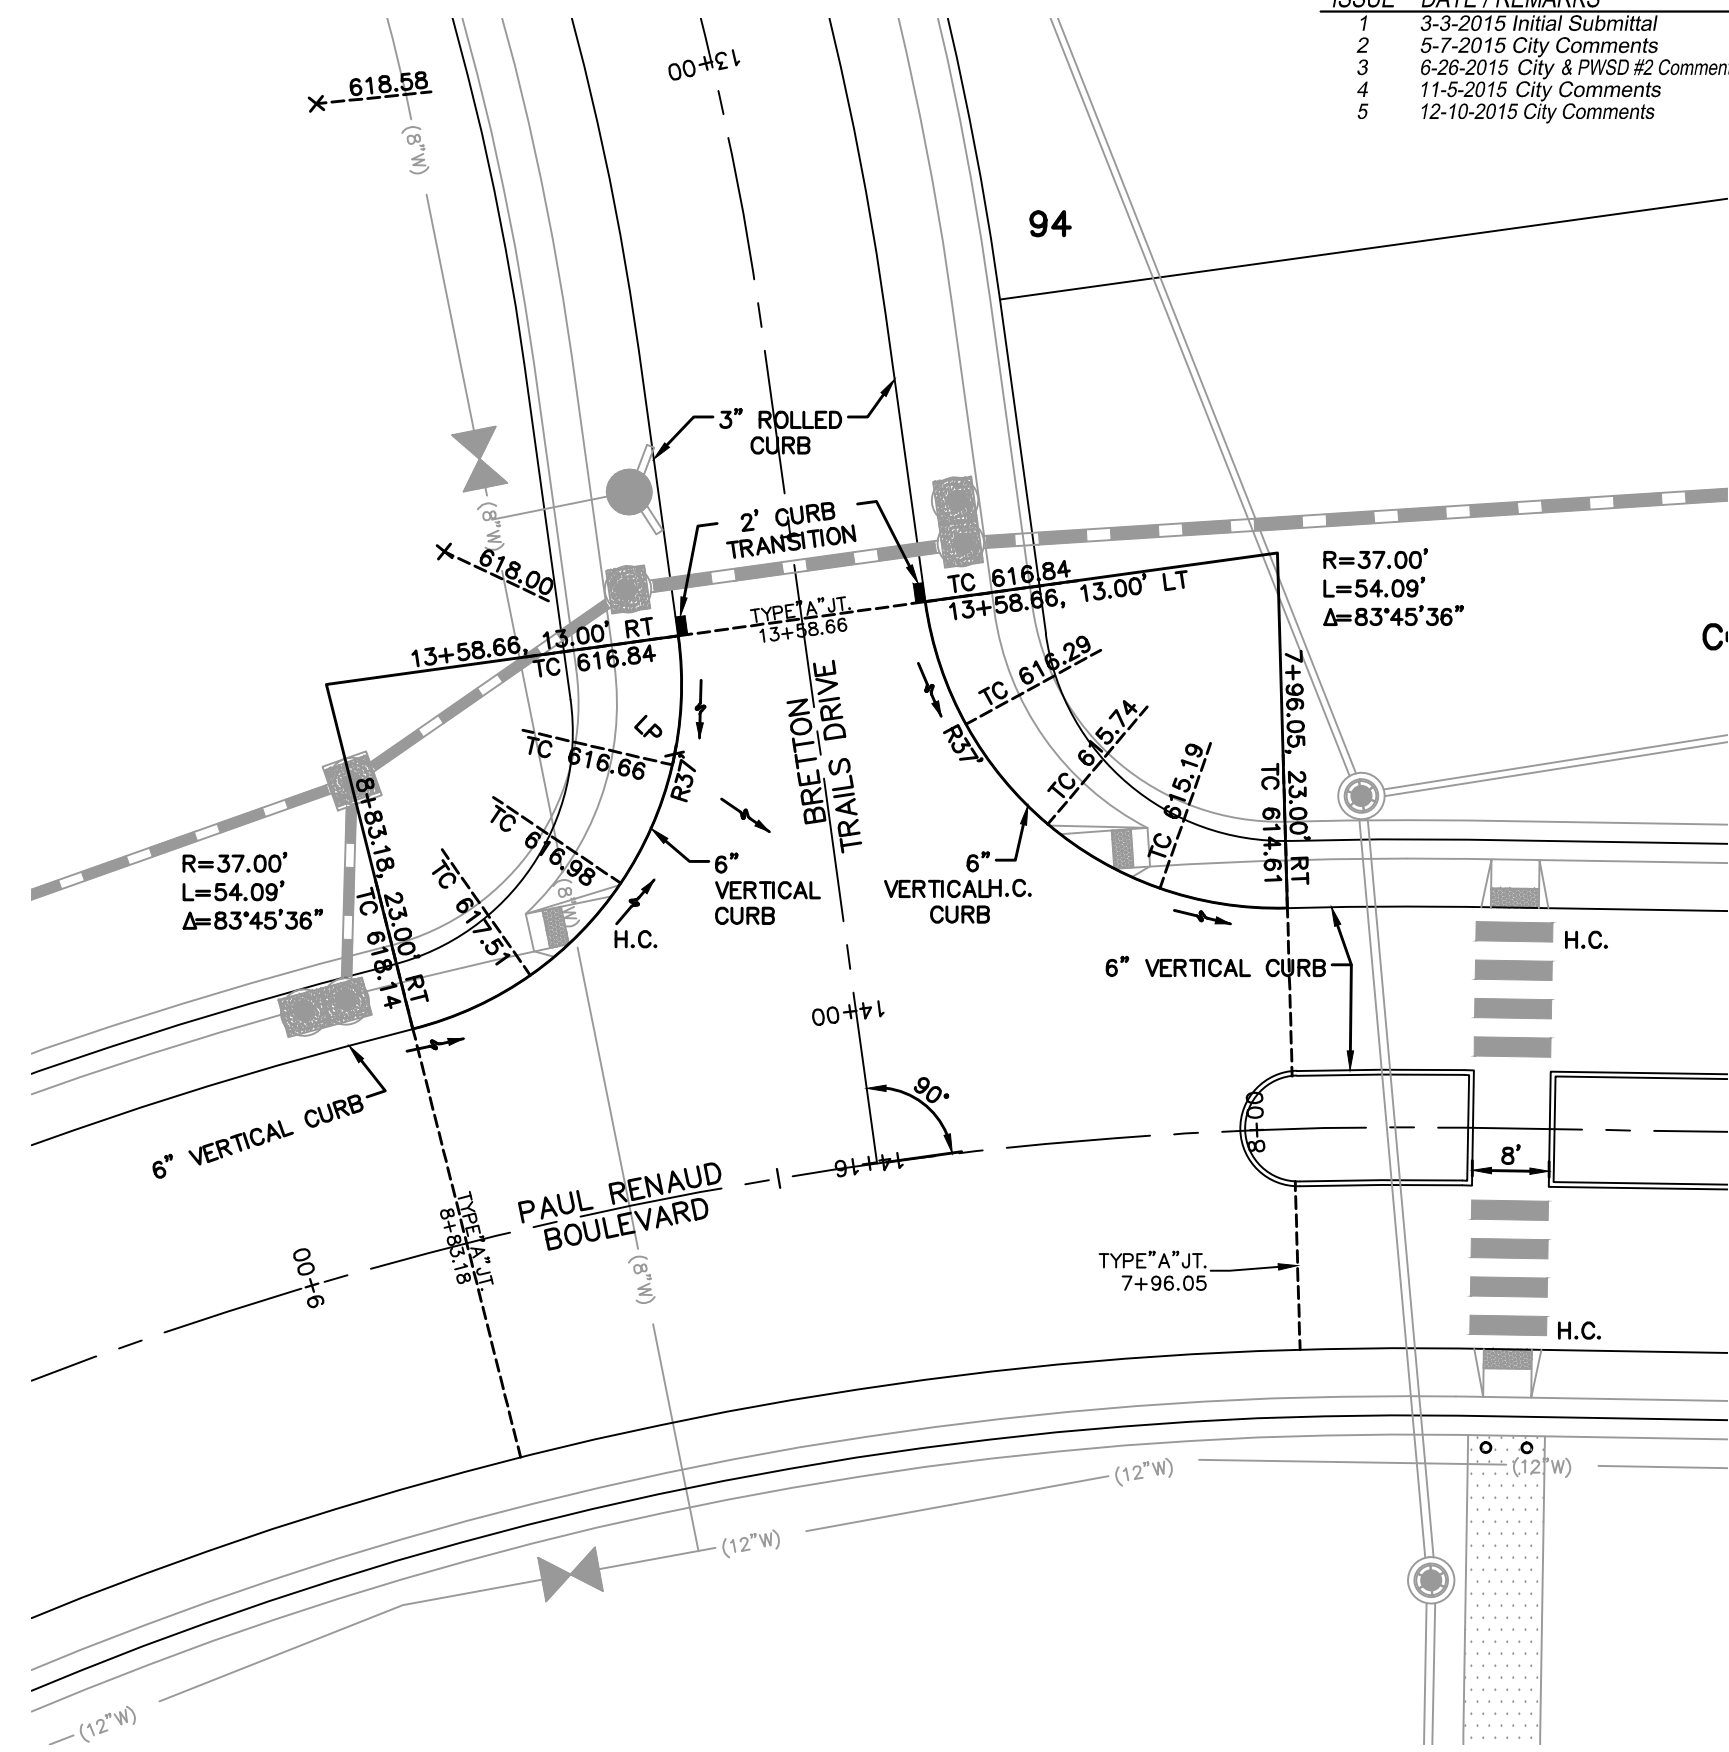 ISSUE DATE / REMARKS
1 3-3-2015 Initial Submittal
2 5-7-2015 City Comments
3 6-26-2015 City & PWSD #2
4 11-5-2015 City Comments
5 12-10-2015 City Comments
13+00
618.58
(8"W)
94
3" ROLLED
CURB
(8"W)
2' CURB
TRANSITION
618.00
TC 616.84
13+58.66, 13.00' LT
R=37.00'
L=54.09'
Δ=83°45'36"
TYPE"A"JT.
13+58.66
13+58.66, 13.00' RT
TC 616.84
TC 616.29
7+96.05, 23.00' RT
TC 614.61
LP
TC 616.66
R37'
BRETTON
TRAILS DRIVE
R37'
TC 615.74
TC 615.19
8+83.18, 23.00' RT
TC 618.14
TC 616.98
TC 617.51
R=37.00'
L=54.09'
Δ=83°45'36"
6"
VERTICAL
CURB
6"
VERTICAL
CURB
H.C.
(8"W)
H.C.
H.C.
6" VERTICAL CURB
14+00
90°
6" VERTICAL CURB
8+00
8'
14+16
PAUL RENAUD
BOULEVARD
TYPE"A"JT.
8+83.18
9+00
(8"W)
TYPE"A"JT.
7+96.05
H.C.
(12"W)
(12"W)
(12"W)
(12"W)